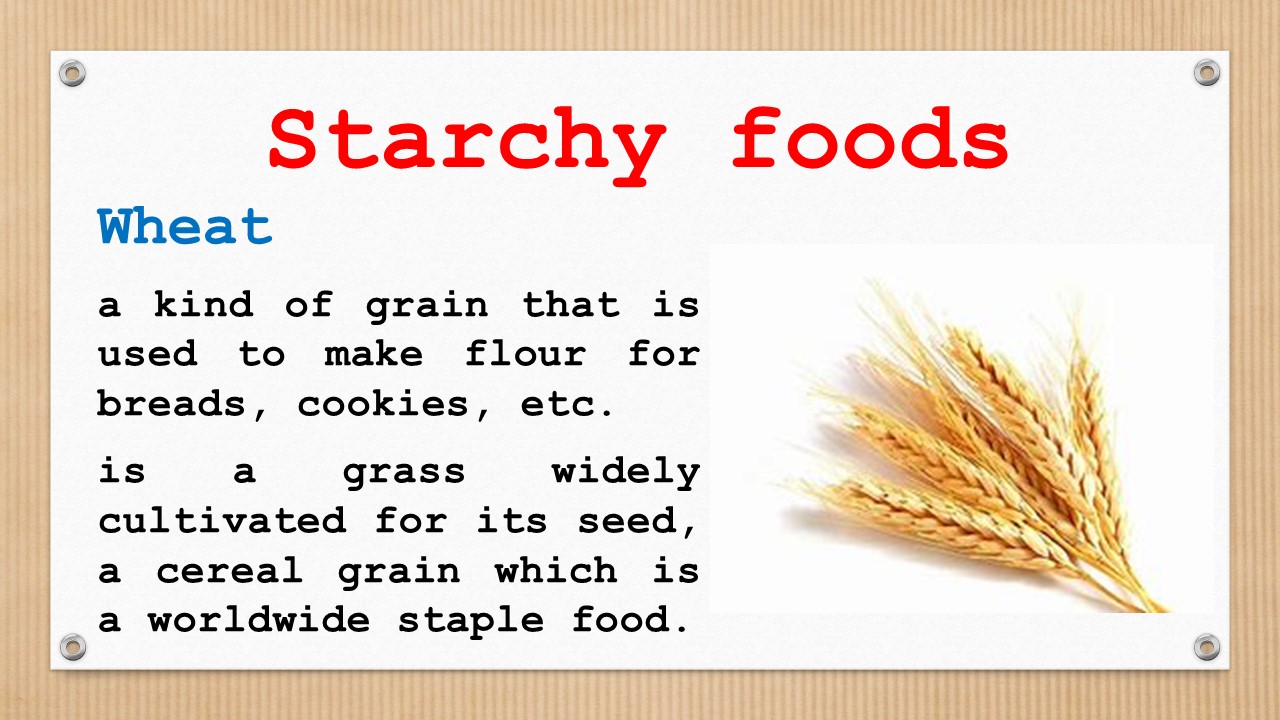 Starchy foods
Wheat
a kind of grain that is
used to make flour for
breads, cookies, etc.
is a grass widely
cultivated for its seed,
a cereal grain which is
a worldwide staple food.